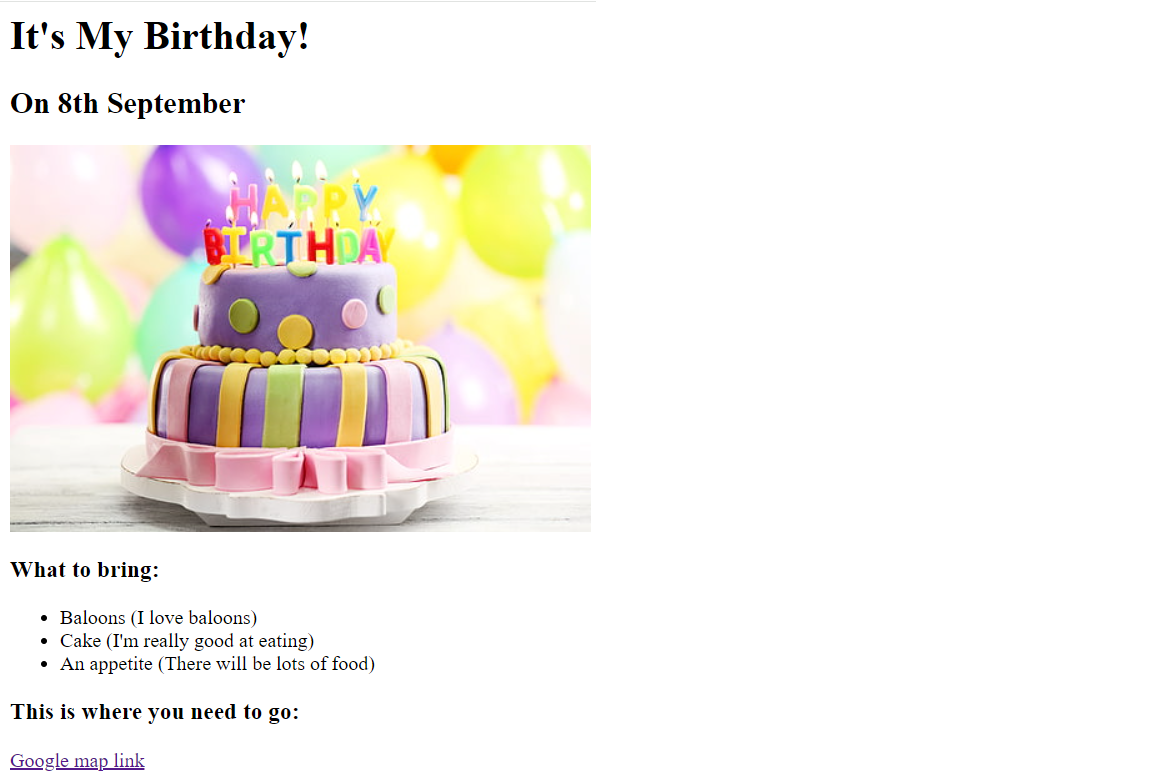 It's My Birthday!
On 8th September
HAPPY
BIRTHDAY
What to bring:
Baloons (I love baloons)
Cake (I'm really good at eating)
An appetite (There will be lots of food)
This is where you need to go:
Google map link